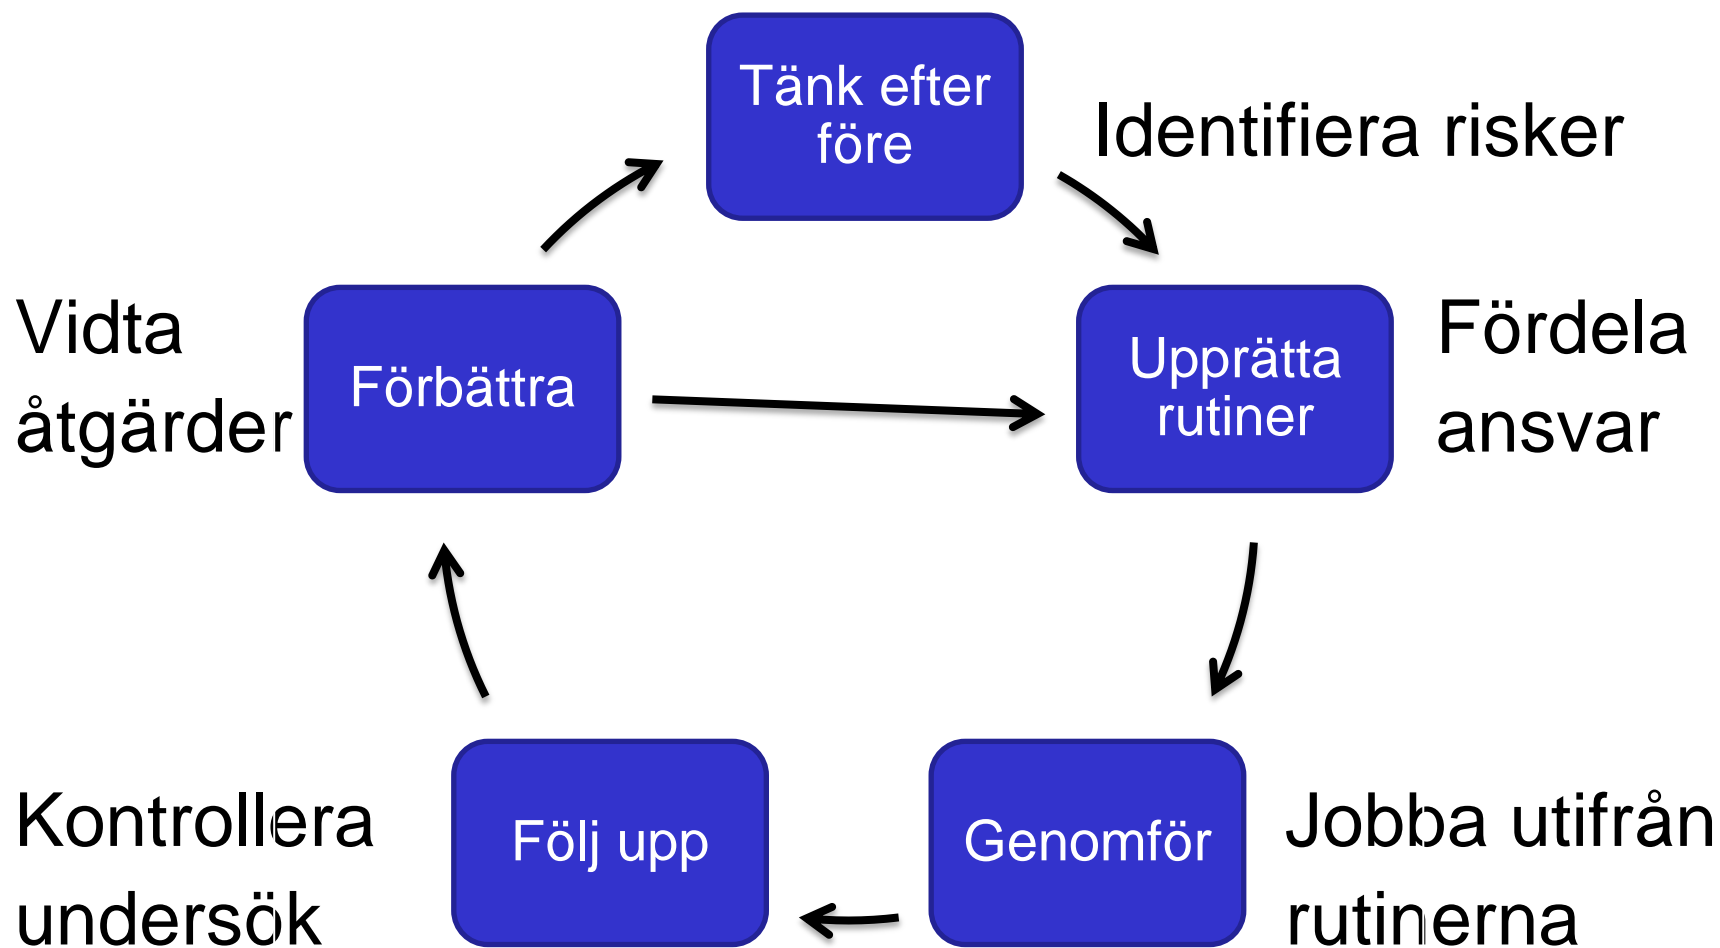 Tänk efter
före
Identifiera risker
Vidta
åtgärder
Förbättra
Upprätta
rutiner
Fördela
ansvar
Kontrollera
undersök
Följ upp
Genomför
Jobba utifrån
rutinerna